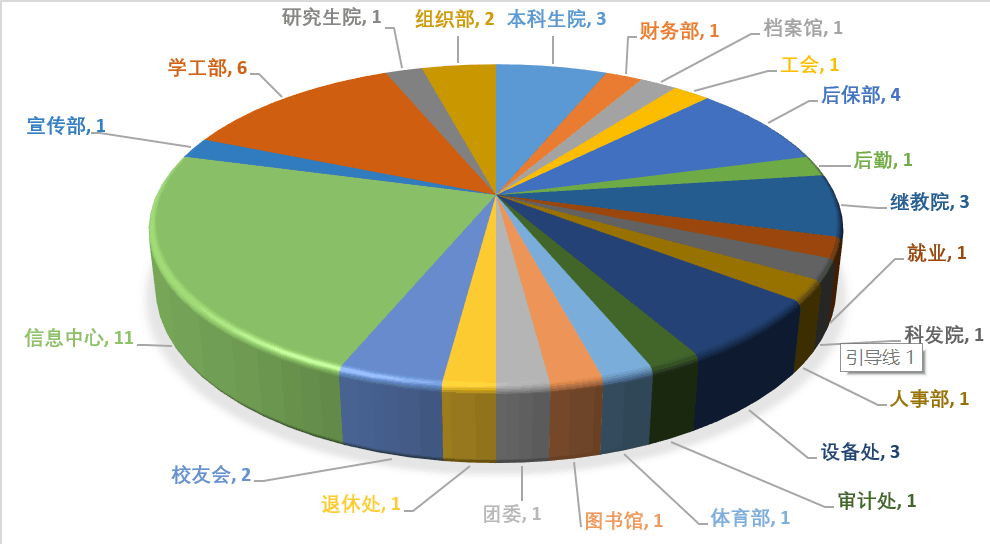 研究生院, 1
组织部, 2
本科生院, 3
财务部, 1
档案馆, 1
工会, 1
后保部, 4
后勤, 1
继教院, 3
就业, 1
科发院, 1
引导线 1
人事部, 1
设备处, 3
审计处, 1
体育部, 1
图书馆, 1
团委, 1
退休处, 1
校友会, 2
信息中心, 11
宣传部, 1
学工部, 6